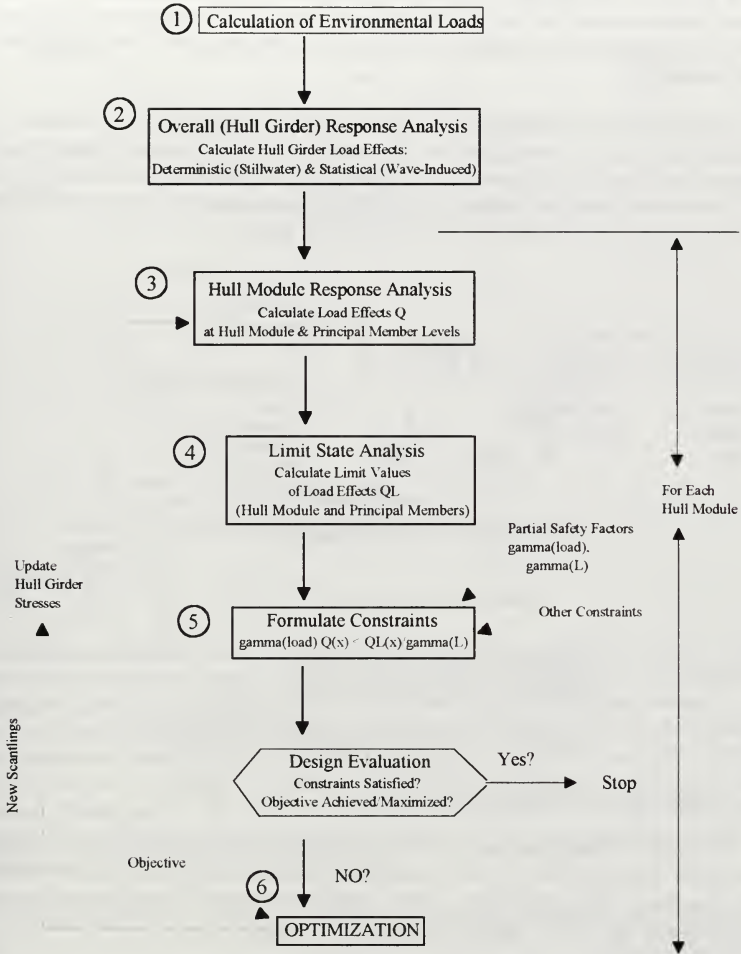 1 Calculation of Environmental Loads
2 Overall (Hull Girder) Response Analysis
Calculate Hull Girder Load Effects:
Deterministic (Stillwater) & Statistical (Wave-Induced)
3 Hull Module Response Analysis
Calculate Load Effects Q
at Hull Module & Principal Member Levels
4 Limit State Analysis
Calculate Limit Values
of Load Effects QL
(Hull Module and Principal Members)
For Each
Hull Module
Partial Safety Factors
gamma(load).
gamma(L)
Update
Hull Girder
Stresses
Other Constraints
5 Formulate Constraints
gamma(load) Q(x) < QL(x)/gamma(L)
New Scantlings
Design Evaluation
Constraints Satisfied?
Objective Achieved/Maximized?
Yes?
Stop
Objective
NO?
6 OPTIMIZATION